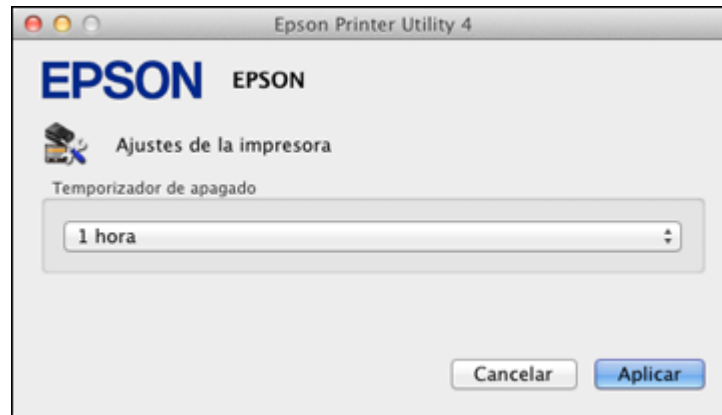 Epson Printer Utility 4
EPSON EPSON
Ajustes de la impresora
Temporizador de apagado
1 hora
Cancelar Aplicar